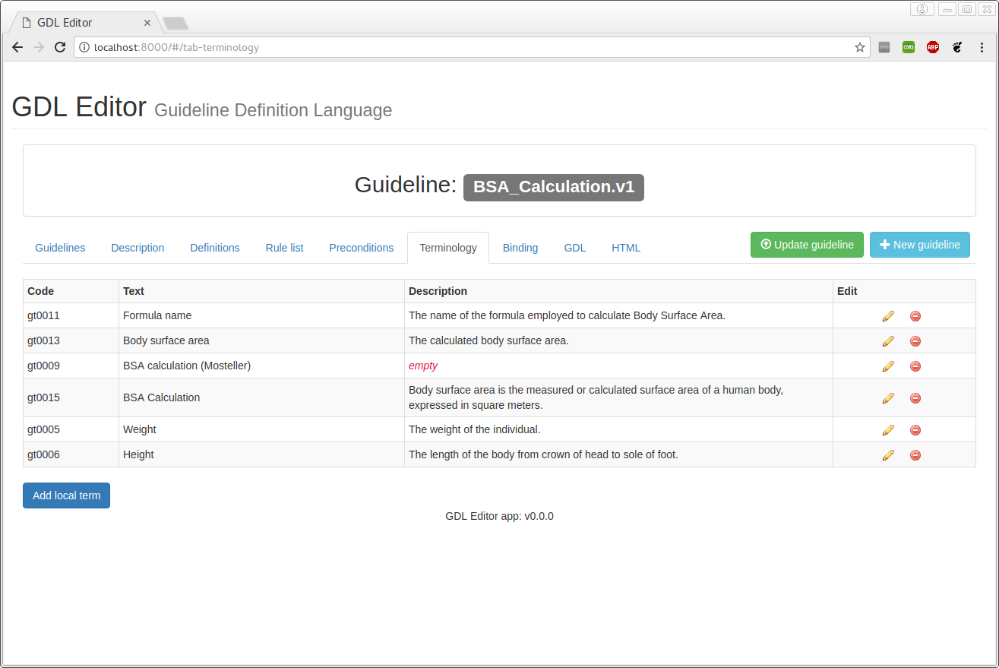 GDL Editor
localhost:8000/#/tab-terminology
CORS
ABP
GDL Editor Guideline Definition Language
Guideline: BSA_Calculation.v1
Guidelines Description Definitions Rule list Preconditions Terminology Binding GDL HTML Update guideline New guideline
Code Text Description Edit
gt0011 Formula name The name of the formula employed to calculate Body Surface Area.
gt0013 Body surface area The calculated body surface area.
gt0009 BSA calculation (Mosteller) empty
gt0015 BSA Calculation Body surface area is the measured or calculated surface area of a human body,
expressed in square meters.
gt0005 Weight The weight of the individual.
gt0006 Height The length of the body from crown of head to sole of foot.
Add local term
GDL Editor app: v0.0.0